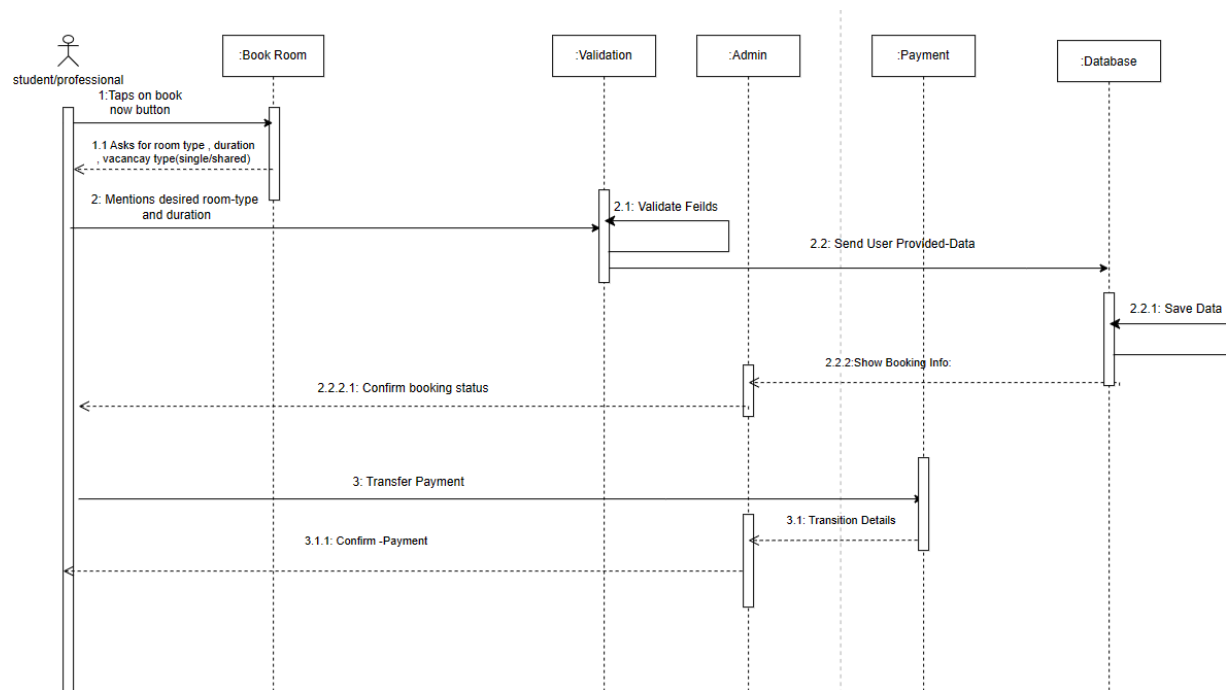 :Book Room
:Validation
:Admin
:Payment
:Database
student/professional
1:Taps on book
now button
1.1 Asks for room type , duration
, vacancay type(single/shared)
2: Mentions desired room-type
and duration
2.1: Validate Feilds
2.2: Send User Provided-Data
2.2.1: Save Data
2.2.2:Show Booking Info:
2.2.2.1: Confirm booking status
3: Transfer Payment
3.1: Transition Details
3.1.1: Confirm -Payment